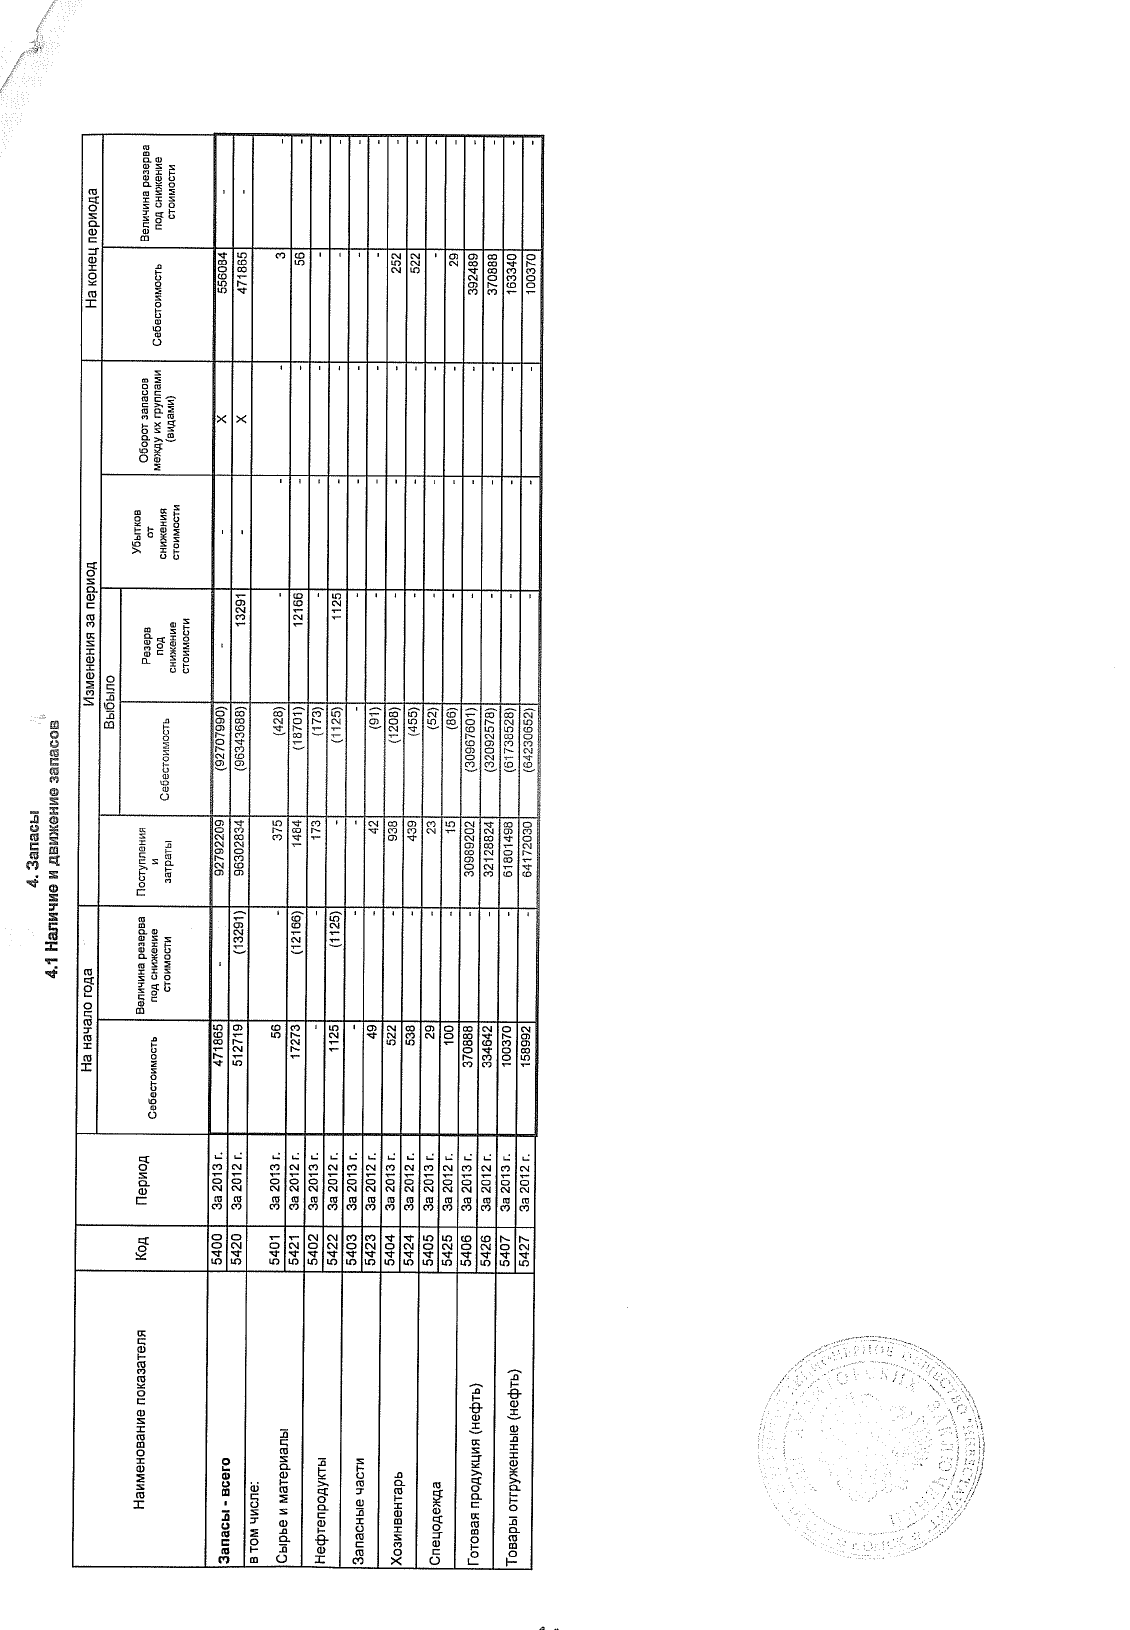 4. Запасы
4.1 Наличие и движение запасов
Наименование показателя | Код | Период | На начало года | Изменения за период | На конец периода
Себестоимость | Величина резерва под снижение стоимости | Поступления и затраты | Выбыло | Убытков от снижения стоимости | Оборот запасов между их группами (видами) | Себестоимость | Величина резерва под снижение стоимости
Себестоимость | Резерв под снижение стоимости
Запасы - всего | 5400 | За 2013 г. | 471865 | - | 92792209 | (92707990) | - | - | X | 556084 | -
5420 | За 2012 г. | 512719 | (13291) | 96302834 | (96343688) | 13291 | - | X | 471865 | -
в том числе:
Сырье и материалы | 5401 | За 2013 г. | 56 | - | 375 | (428) | - | - | - | 3 | -
5421 | За 2012 г. | 17273 | (12166) | 1484 | (18701) | 12166 | - | - | 56 | -
Нефтепродукты | 5402 | За 2013 г. | - | - | 173 | (173) | - | - | - | - | -
5422 | За 2012 г. | 1125 | (1125) | - | (1125) | 1125 | - | - | - | -
Запасные части | 5403 | За 2013 г. | - | - | - | - | - | - | - | - | -
5423 | За 2012 г. | 49 | - | 42 | (91) | - | - | - | - | -
Хозинвентарь | 5404 | За 2013 г. | 522 | - | 938 | (1208) | - | - | - | 252 | -
5424 | За 2012 г. | 538 | - | 439 | (455) | - | - | - | 522 | -
Спецодежда | 5405 | За 2013 г. | 29 | - | 23 | (52) | - | - | - | - | -
5425 | За 2012 г. | 100 | - | 15 | (86) | - | - | - | 29 | -
Готовая продукция (нефть) | 5406 | За 2013 г. | 370888 | - | 30989202 | (30967601) | - | - | - | 392489 | -
5426 | За 2012 г. | 334642 | - | 32128824 | (32092578) | - | - | - | 370888 | -
Товары отгруженные (нефть) | 5407 | За 2013 г. | 100370 | - | 61801498 | (61738528) | - | - | - | 163340 | -
5427 | За 2012 г. | 158992 | - | 64172030 | (64230652) | - | - | - | 100370 | -
АУДИТОРСКИХ ЗАКЛЮЧЕНИЙ